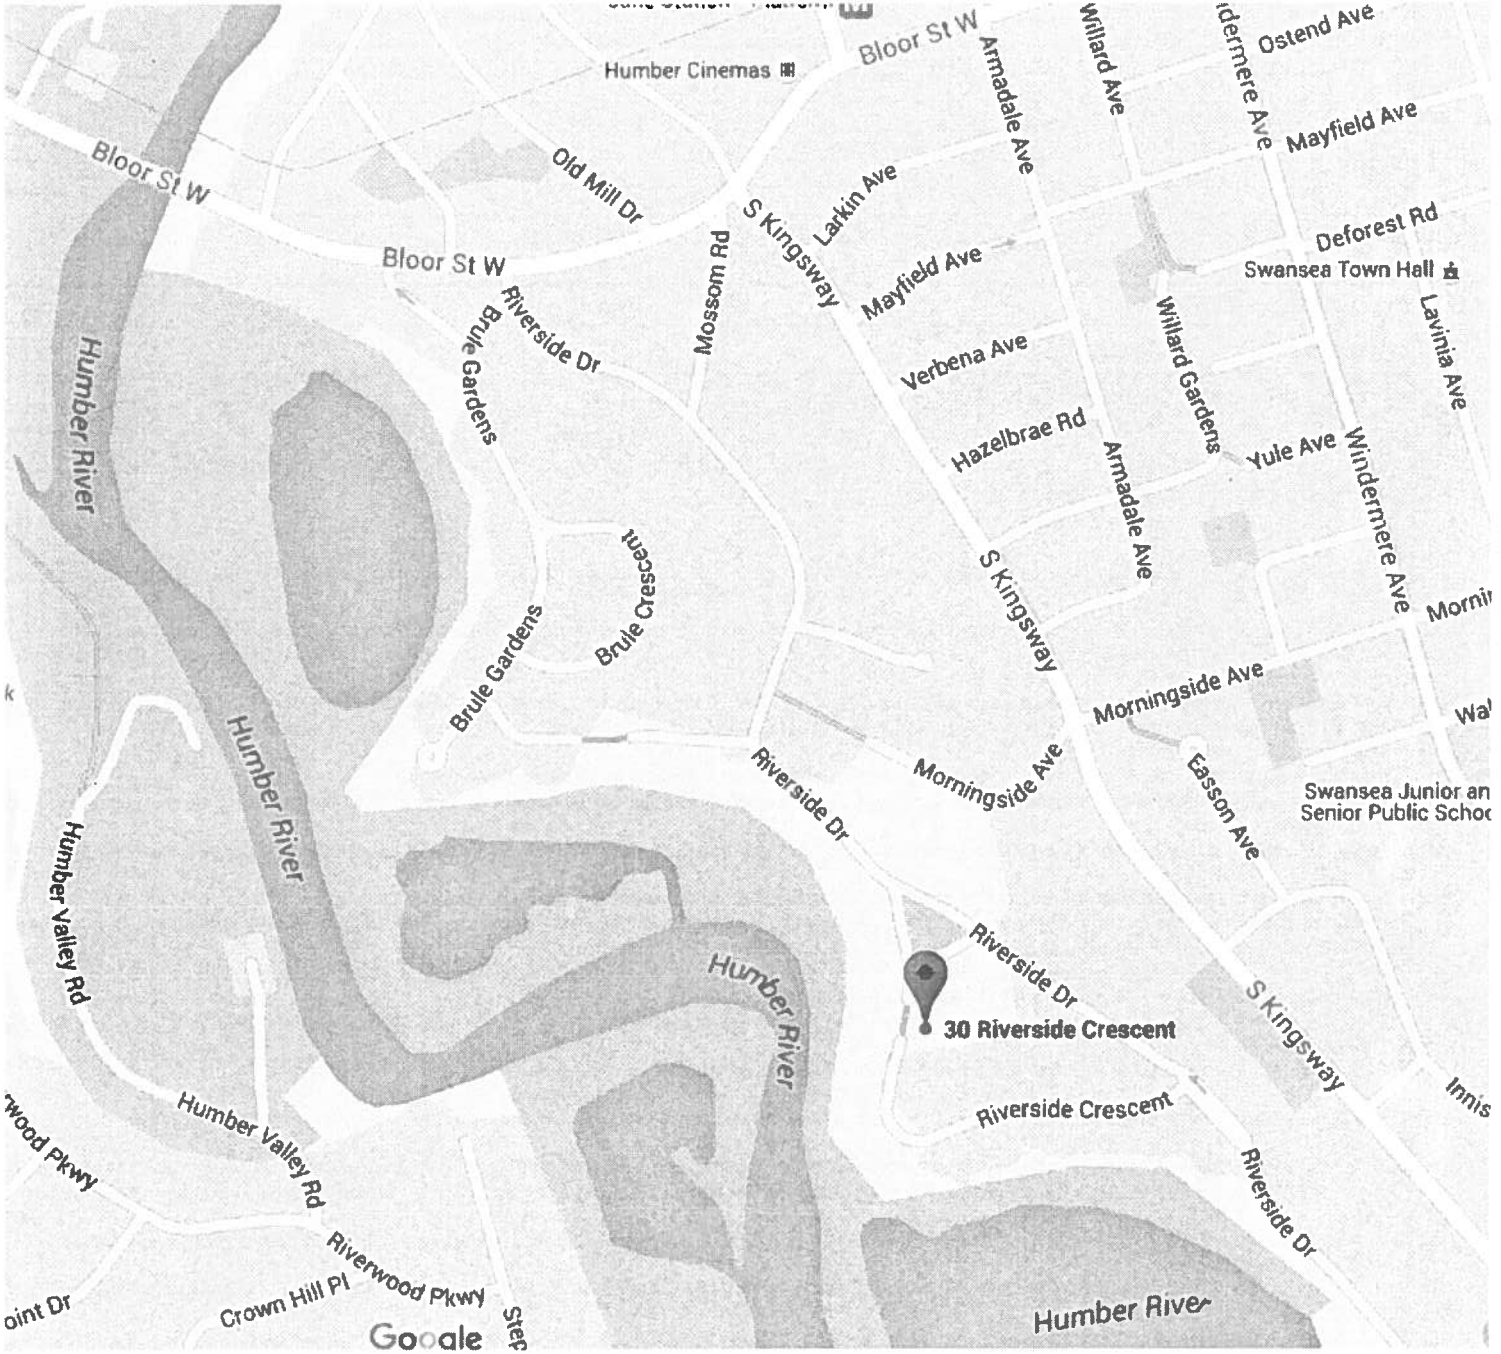 Bloor St W
Armadale Ave
Willard Ave
Ostend Ave
Humber Cinemas
Mayfield Ave
Bloor St W
Old Mill Dr
Larkin Ave
S Kingsway
Deforest Rd
Bloor St W
Mossom Rd
Mayfield Ave
Swansea Town Hall
Riverside Dr
Brule Gardens
Verbena Ave
Willard Gardens
Lavinia Ave
Humber River
Hazelbrae Rd
Yule Ave
Windermere Ave
Armadale Ave
Brule Crescent
S Kingsway
Brule Gardens
Morningside Ave
Humber River
Riverside Dr
Morningside Ave
Easson Ave
Swansea Junior an
Senior Public Schoo
Humber Valley Rd
Riverside Dr
Humber River
S Kingsway
30 Riverside Crescent
Riverside Crescent
Humber Valley Rd
rwood Pkwy
Innis
Riverside Dr
Riverwood Pkwy
Crown Hill Pl
oint Dr
Humber River
Google